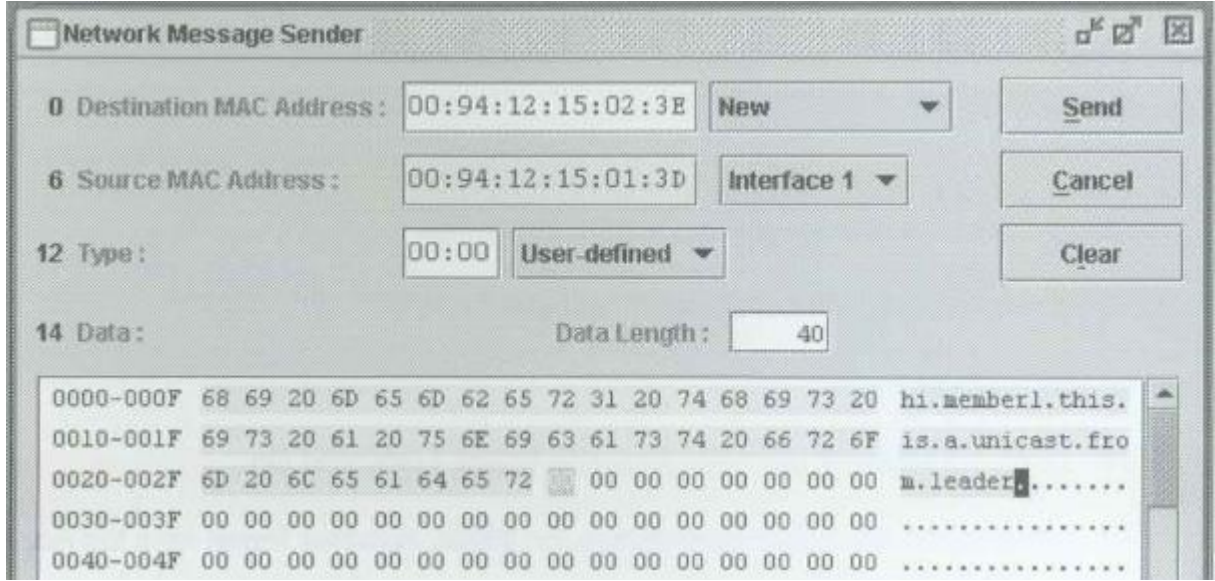 Network Message Sender
0 Destination MAC Address : 00:94:12:15:02:3E New Send
6 Source MAC Address : 00:94:12:15:01:3D Interface 1 Cancel
12 Type : 00:00 User-defined Clear
14 Data : Data Length : 40
0000-000F 68 69 20 6D 65 6D 62 65 72 31 20 74 68 69 73 20 hi.member1.this.
0010-001F 69 73 20 61 20 75 6E 69 63 61 73 74 20 66 72 6F is.a.unicast.fro
0020-002F 6D 20 6C 65 61 64 65 72 00 00 00 00 00 00 00 m.leader........
0030-003F 00 00 00 00 00 00 00 00 00 00 00 00 00 00 00 00 ................
0040-004F 00 00 00 00 00 00 00 00 00 00 00 00 00 00 00 00 ................